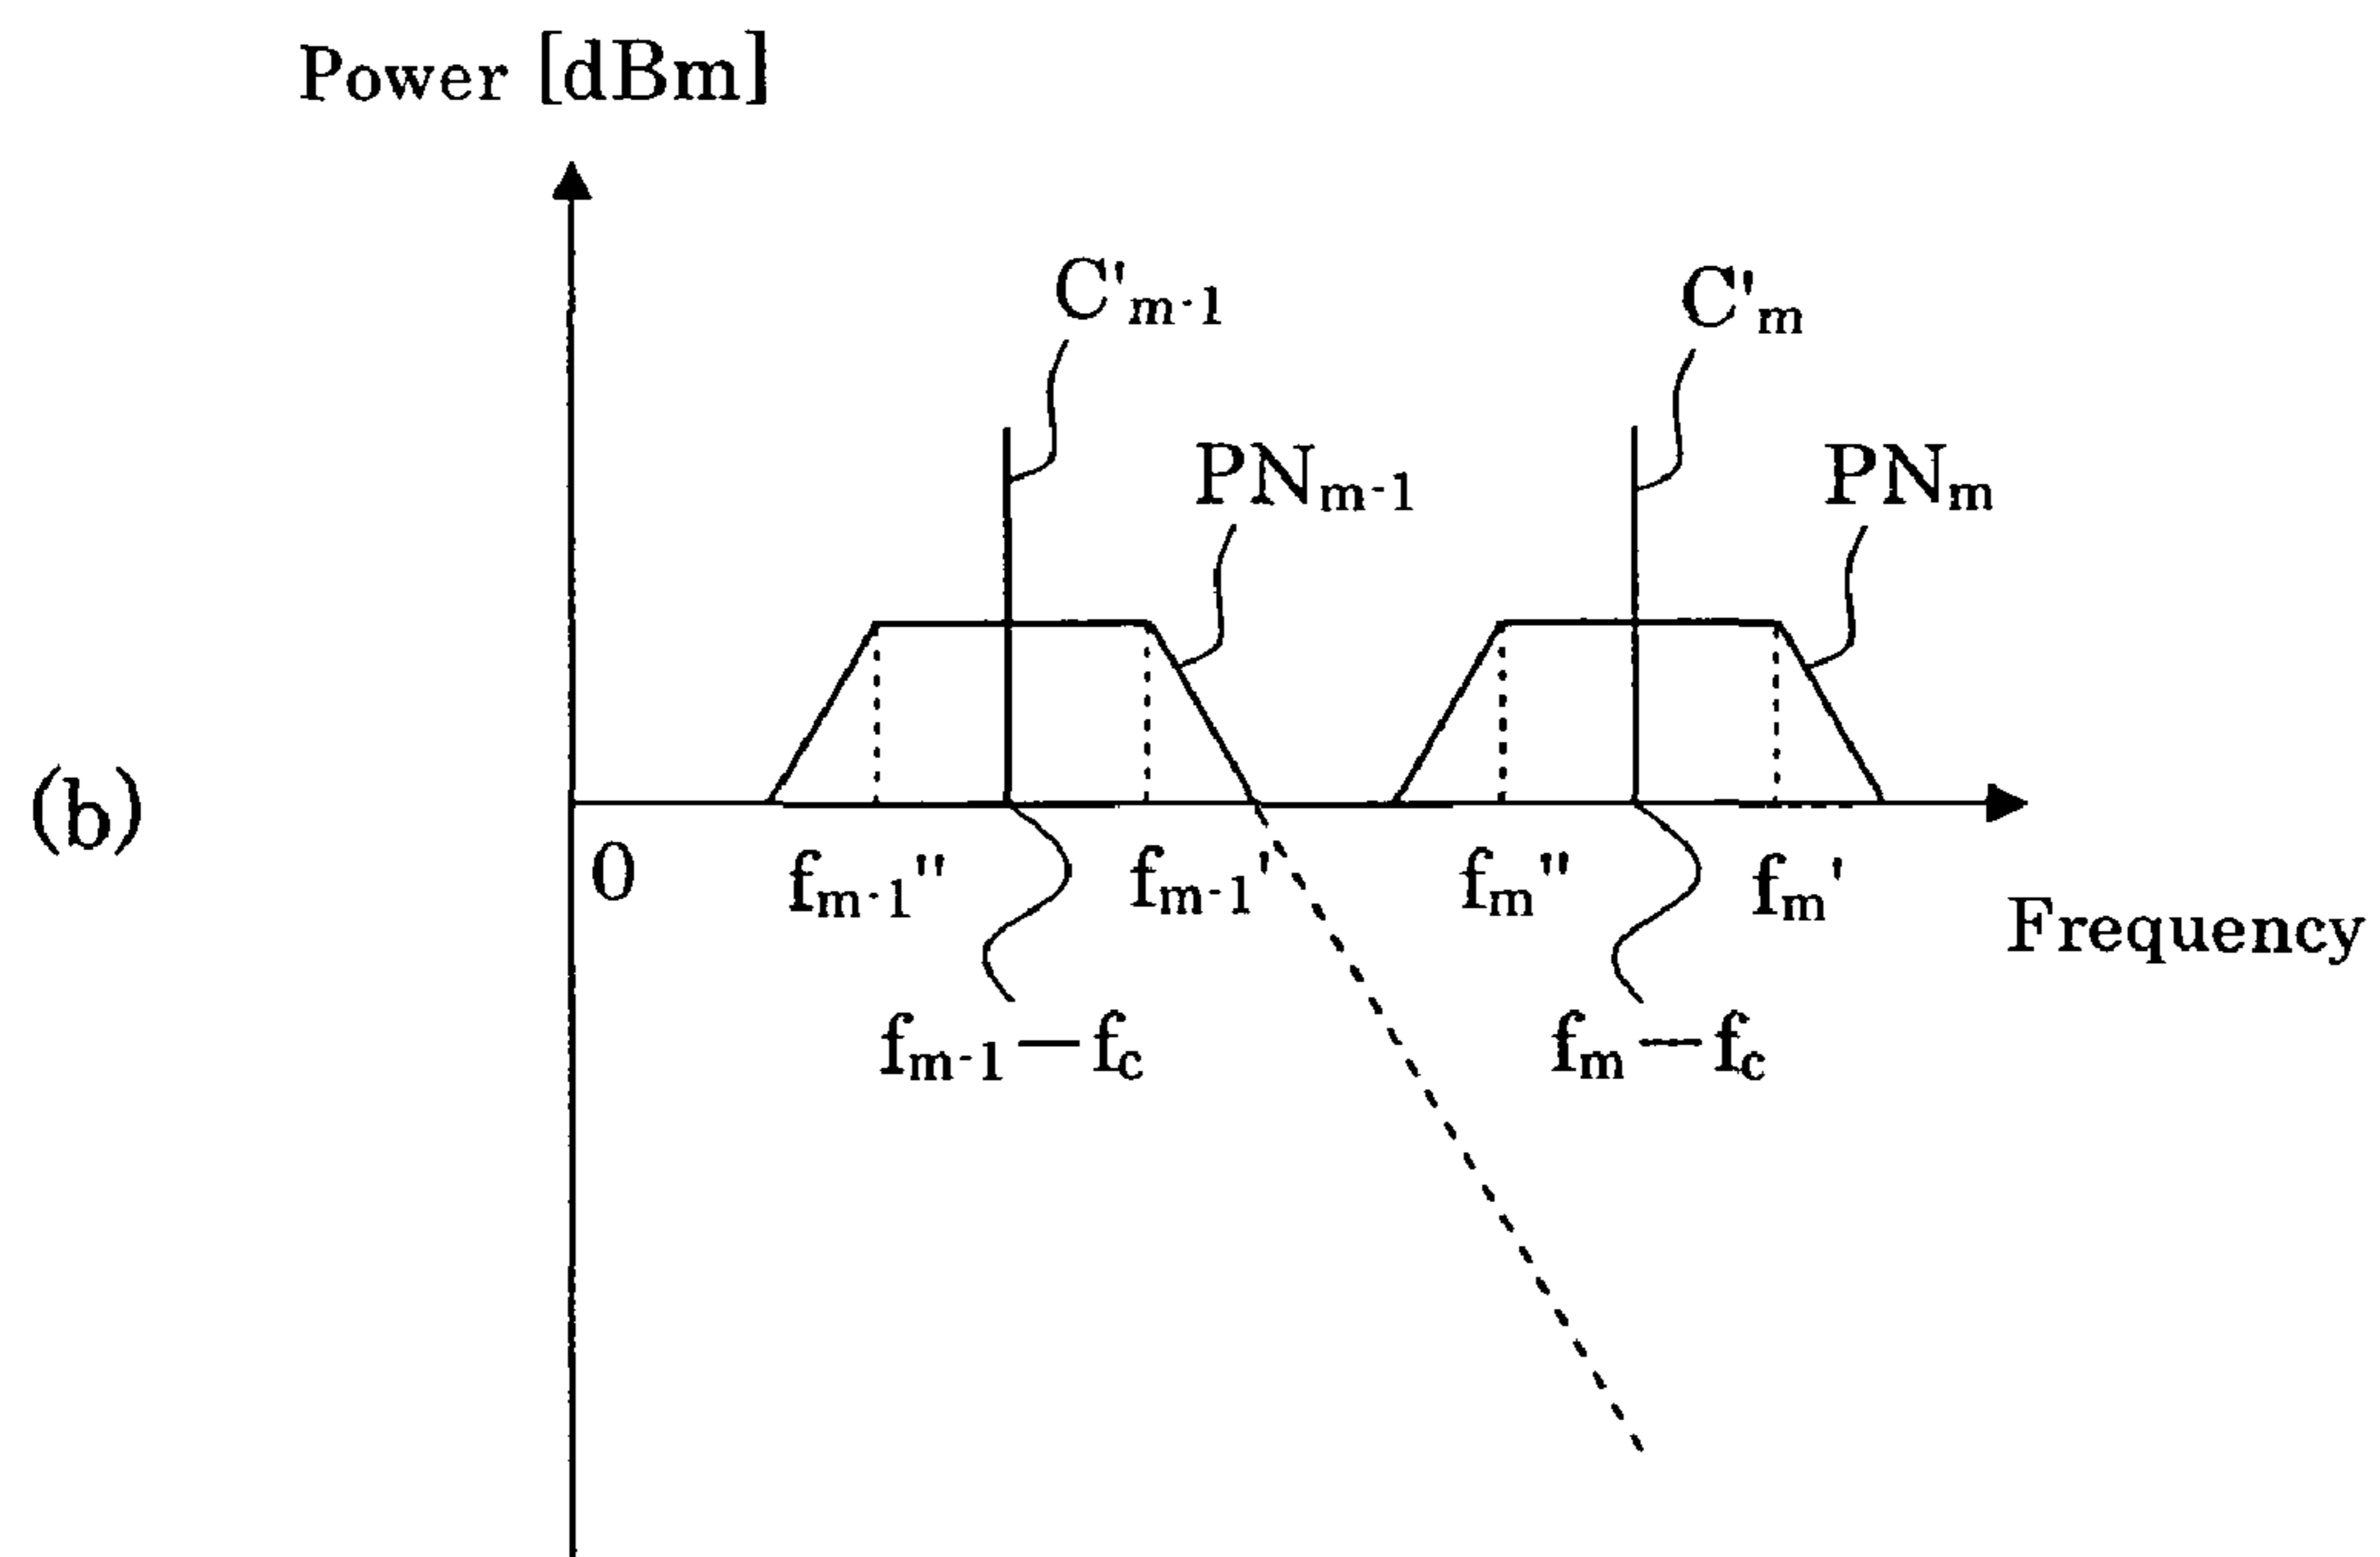 Power [dBm]
C'm-1
C'm
PNm-1
PNm
(b)
0
fm-1"
fm-1'
fm"
fm'
Frequency
fm-1—fc
fm—fc